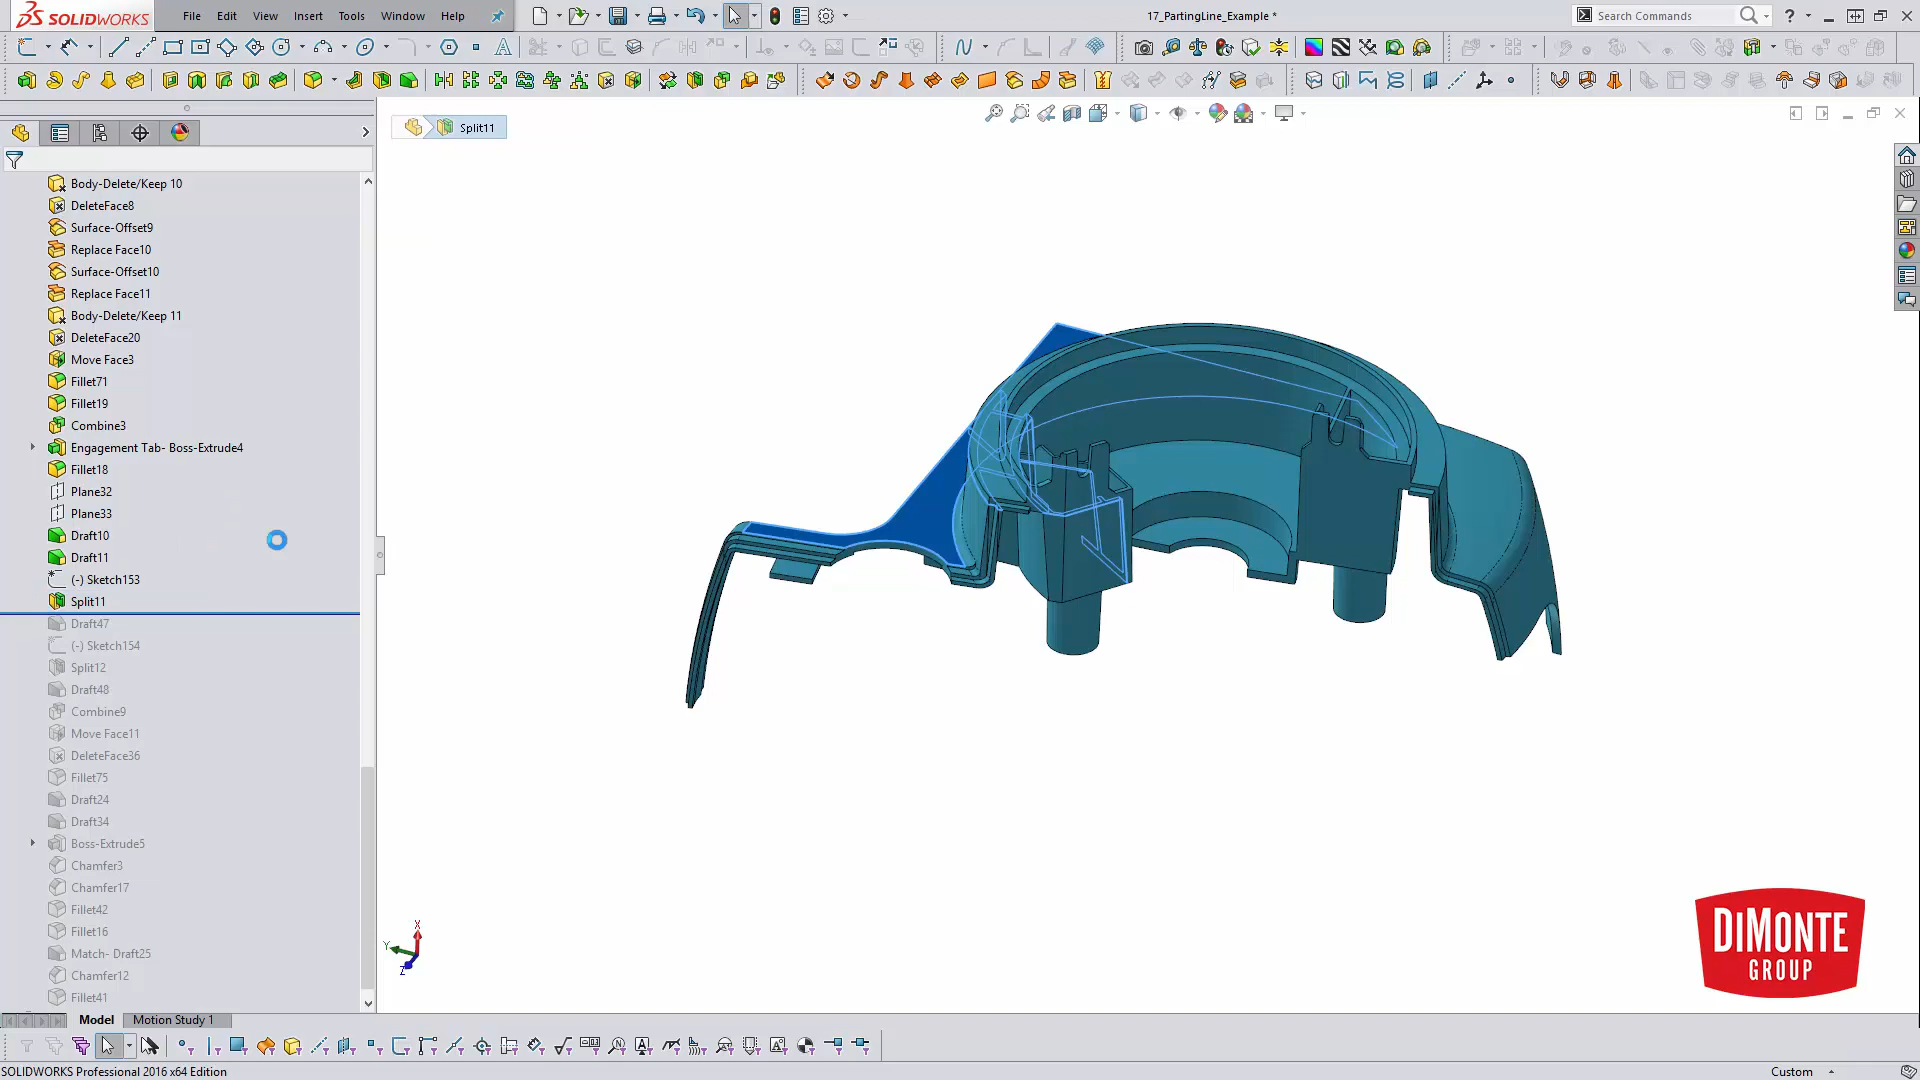 SOLIDWORKS
File
Edit
View
Insert
Tools
Window
Help
17_PartingLine_Example *
Search Commands
Split11
Body-Delete/Keep 10
DeleteFace8
Surface-Offset9
Replace Face10
Surface-Offset10
Replace Face11
Body-Delete/Keep 11
DeleteFace20
Move Face3
Fillet71
Fillet19
Combine3
Engagement Tab- Boss-Extrude4
Fillet18
Plane32
Plane33
Draft10
Draft11
(-) Sketch153
Split11
Draft47
(-) Sketch154
Split12
Draft48
Combine9
Move Face11
DeleteFace36
Fillet75
Draft24
Draft34
Boss-Extrude5
Chamfer3
Chamfer17
Fillet42
Fillet16
Match- Draft25
Chamfer12
Fillet41
X
Y
Z
DIMONTE
GROUP
Model
Motion Study 1
SOLIDWORKS Professional 2016 x64 Edition
Custom